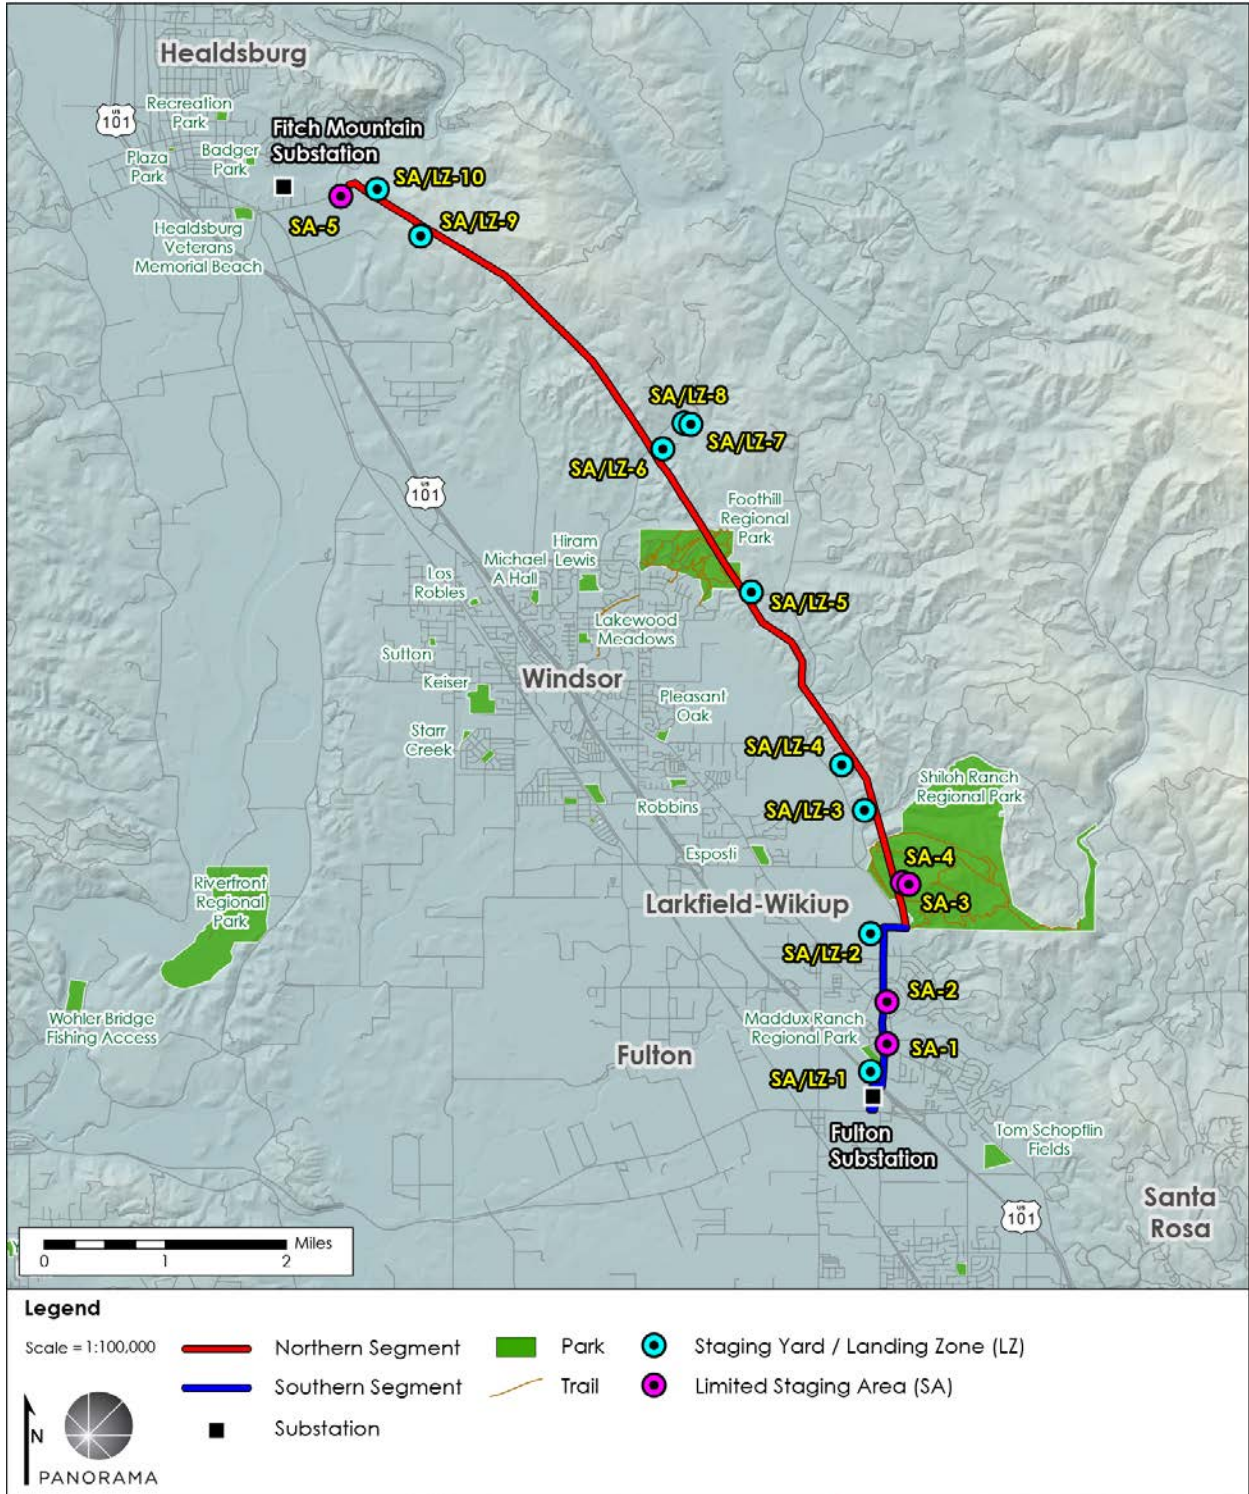 Healdsburg
Recreation
Park
US
101
Plaza
Park
Badger
Park
Fitch Mountain
Substation
SA/LZ-10
SA-5
SA/LZ-9
Healdsburg
Veterans
Memorial Beach
SA/LZ-8
SA/LZ-7
SA/LZ-6
US
101
Foothill
Regional
Park
Hiram
Lewis
Michael
A Hall
Los
Robles
SA/LZ-5
Lakewood
Meadows
Sutton
Windsor
Keiser
Pleasant
Oak
Starr
Creek
SA/LZ-4
Shiloh Ranch
Regional Park
Robbins
SA/LZ-3
Esposti
SA-4
SA-3
Riverfront
Regional
Park
Larkfield-Wikiup
SA/LZ-2
SA-2
Wohler Bridge
Fishing Access
Maddux Ranch
Regional Park
SA-1
Fulton
SA/LZ-1
Fulton
Substation
Tom Schopflin
Fields
US
101
Santa
Rosa
Miles
0 1 2
Legend
Scale = 1:100,000
Northern Segment
Park
Staging Yard / Landing Zone (LZ)
Southern Segment
Trail
Limited Staging Area (SA)
Substation
N
PANORAMA